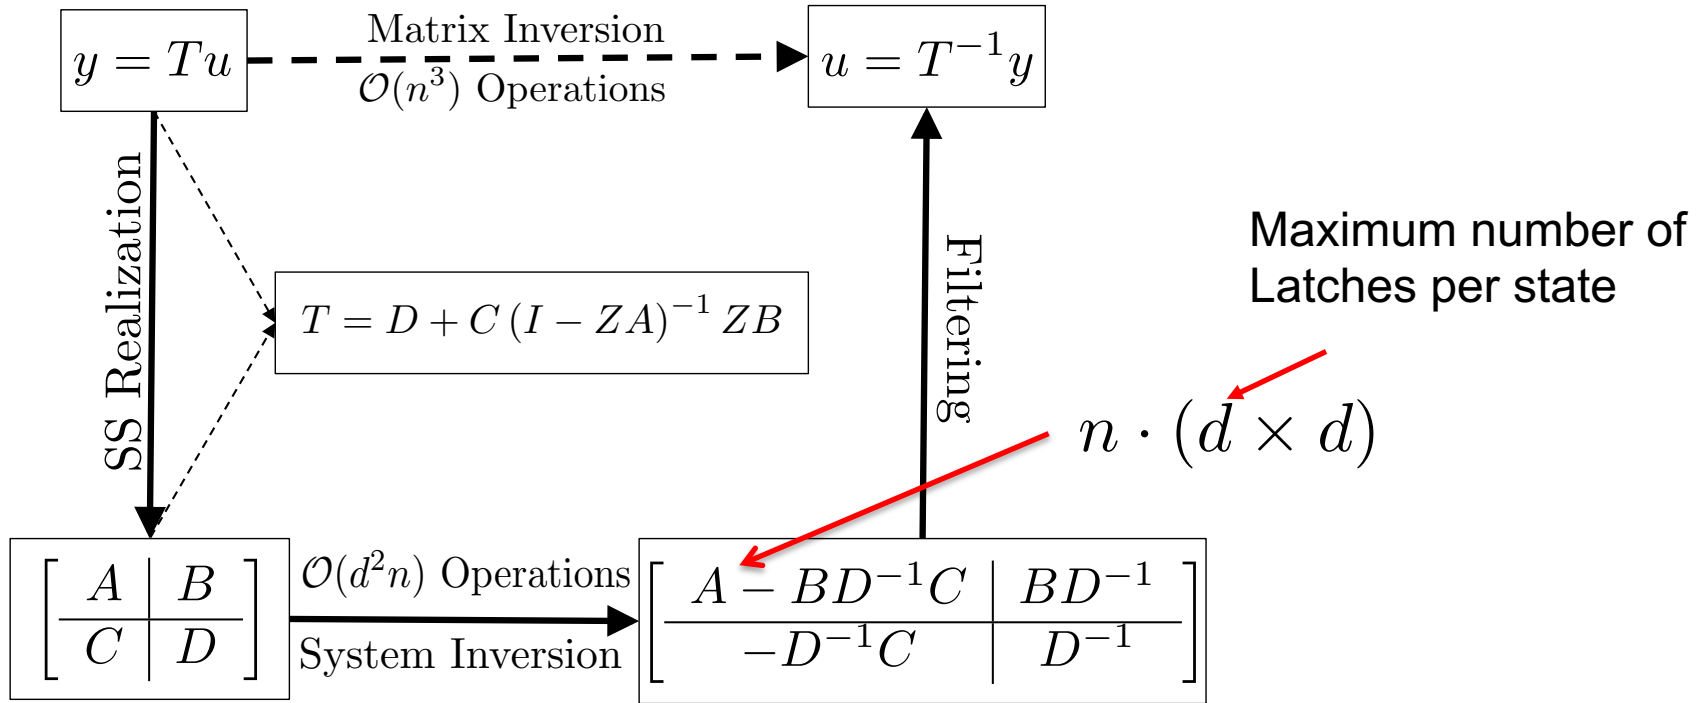 y = Tu
Matrix Inversion
𝒪(n³) Operations
u = T⁻¹y
SS Realization
T = D + C (I − ZA)⁻¹ ZB
Filtering
Maximum number of
Latches per state
n · (d × d)
A B
C D
𝒪(d²n) Operations
System Inversion
A − BD⁻¹C BD⁻¹
−D⁻¹C D⁻¹